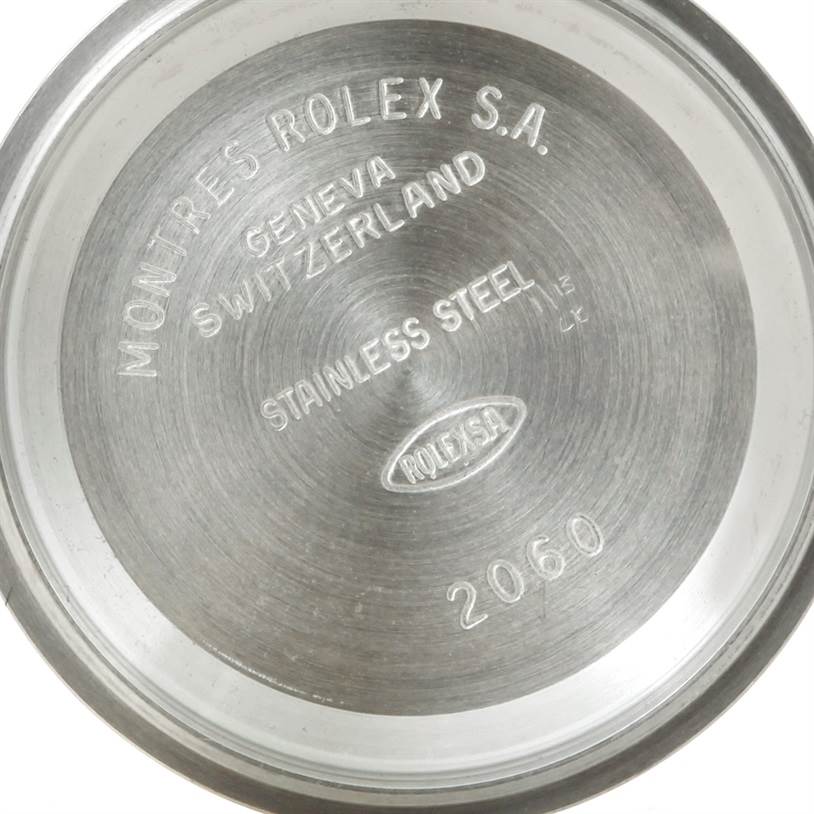 MONTRES ROLEX S.A.
GENEVA
SWITZERLAND
STAINLESS STEEL
ROLEXSA
2060